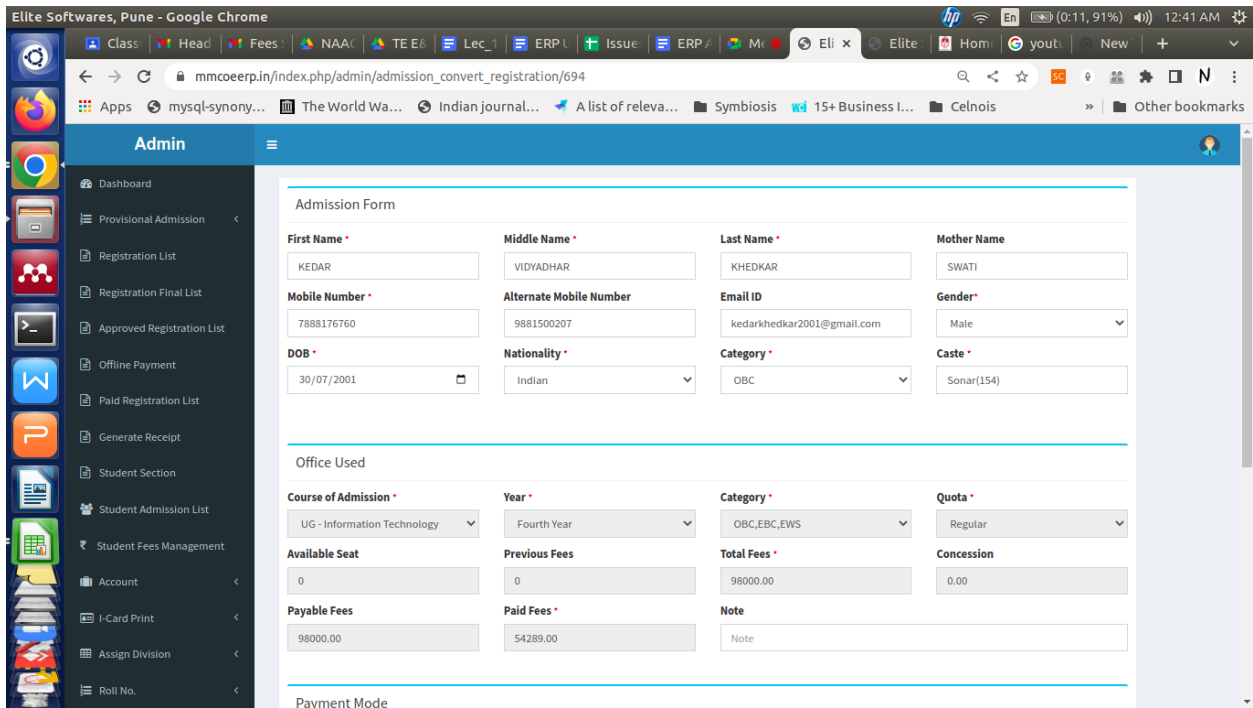 Elite Softwares, Pune - Google Chrome
hp En (0:11, 91%) 12:41 AM
Class Head Fees NAAC TE E& Lec_1 ERP U Issue ERP A Me Eli × Elite Home youtu New +
mmcoeerp.in/index.php/admin/admission_convert_registration/694
SC N
Apps mysql-synony... The World Wa... Indian journal... A list of releva... Symbiosis 15+ Business I... Celnois » Other bookmarks
Admin
Dashboard
Provisional Admission
Registration List
Registration Final List
Approved Registration List
Offline Payment
Paid Registration List
Generate Receipt
Student Section
Student Admission List
₹ Student Fees Management
Account
I-Card Print
Assign Division
Roll No.
Admission Form
First Name * Middle Name * Last Name * Mother Name
KEDAR VIDYADHAR KHEDKAR SWATI
Mobile Number * Alternate Mobile Number Email ID Gender*
7888176760 9881500207 kedarkhedkar2001@gmail.com Male
DOB * Nationality * Category * Caste *
30/07/2001 Indian OBC Sonar(154)
Office Used
Course of Admission * Year * Category * Quota *
UG - Information Technology Fourth Year OBC,EBC,EWS Regular
Available Seat Previous Fees Total Fees * Concession
0 0 98000.00 0.00
Payable Fees Paid Fees * Note
98000.00 54289.00 Note
Payment Mode